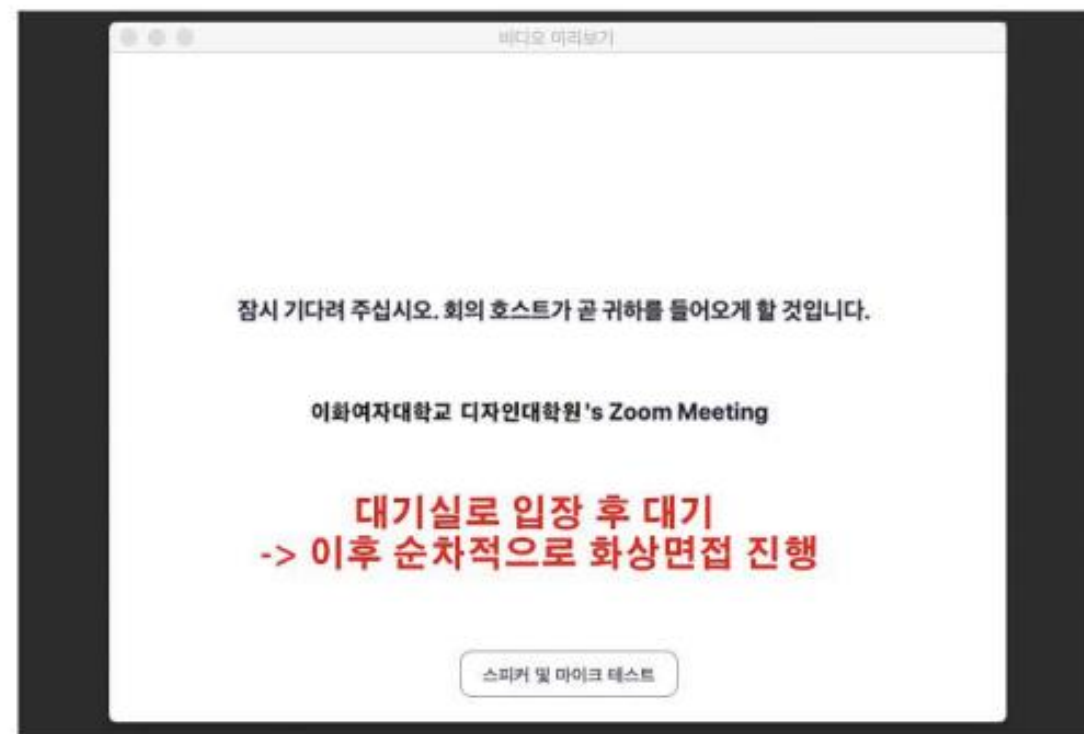 비디오 미리보기
잠시 기다려 주십시오. 회의 호스트가 곧 귀하를 들어오게 할 것입니다.
이화여자대학교 디자인대학원's Zoom Meeting
대기실로 입장 후 대기
-> 이후 순차적으로 화상면접 진행
스피커 및 마이크 테스트